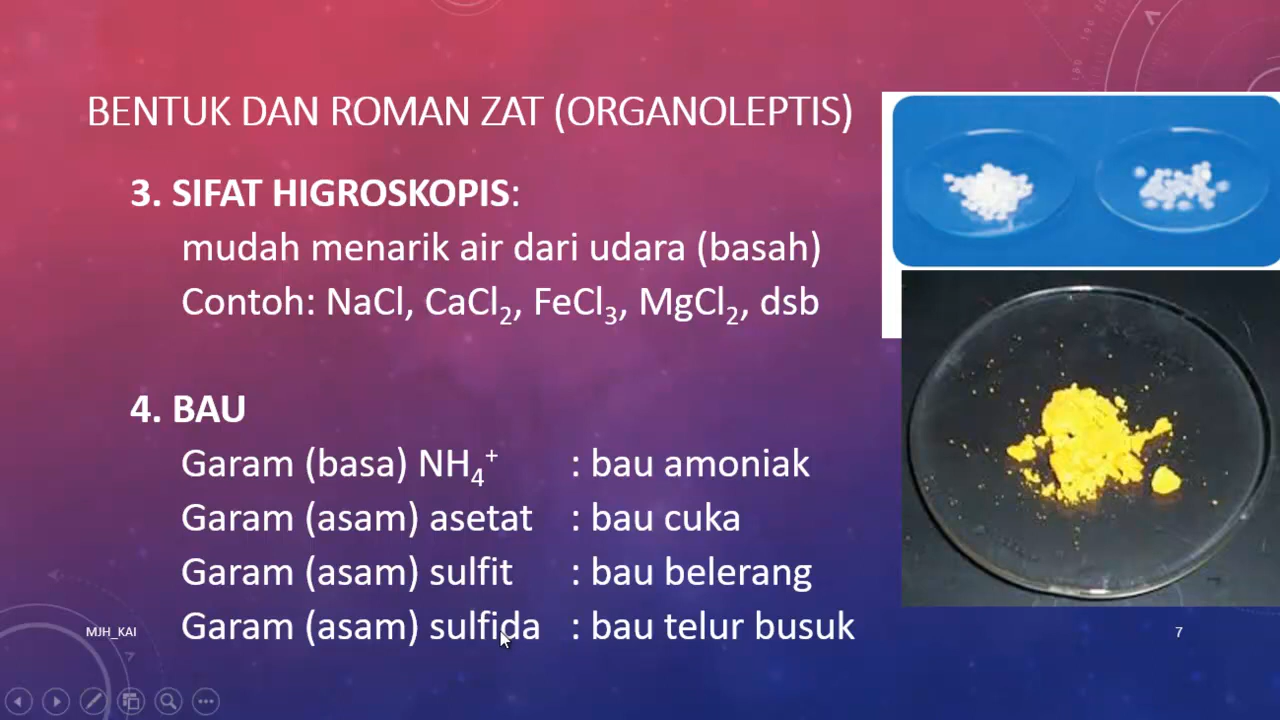 BENTUK DAN ROMAN ZAT (ORGANOLEPTIS)
3. SIFAT HIGROSKOPIS:
mudah menarik air dari udara (basah)
Contoh: NaCl, CaCl₂, FeCl₃, MgCl₂, dsb
4. BAU
Garam (basa) NH₄⁺ : bau amoniak
Garam (asam) asetat : bau cuka
Garam (asam) sulfit : bau belerang
Garam (asam) sulfida : bau telur busuk
MJH_KAI
7